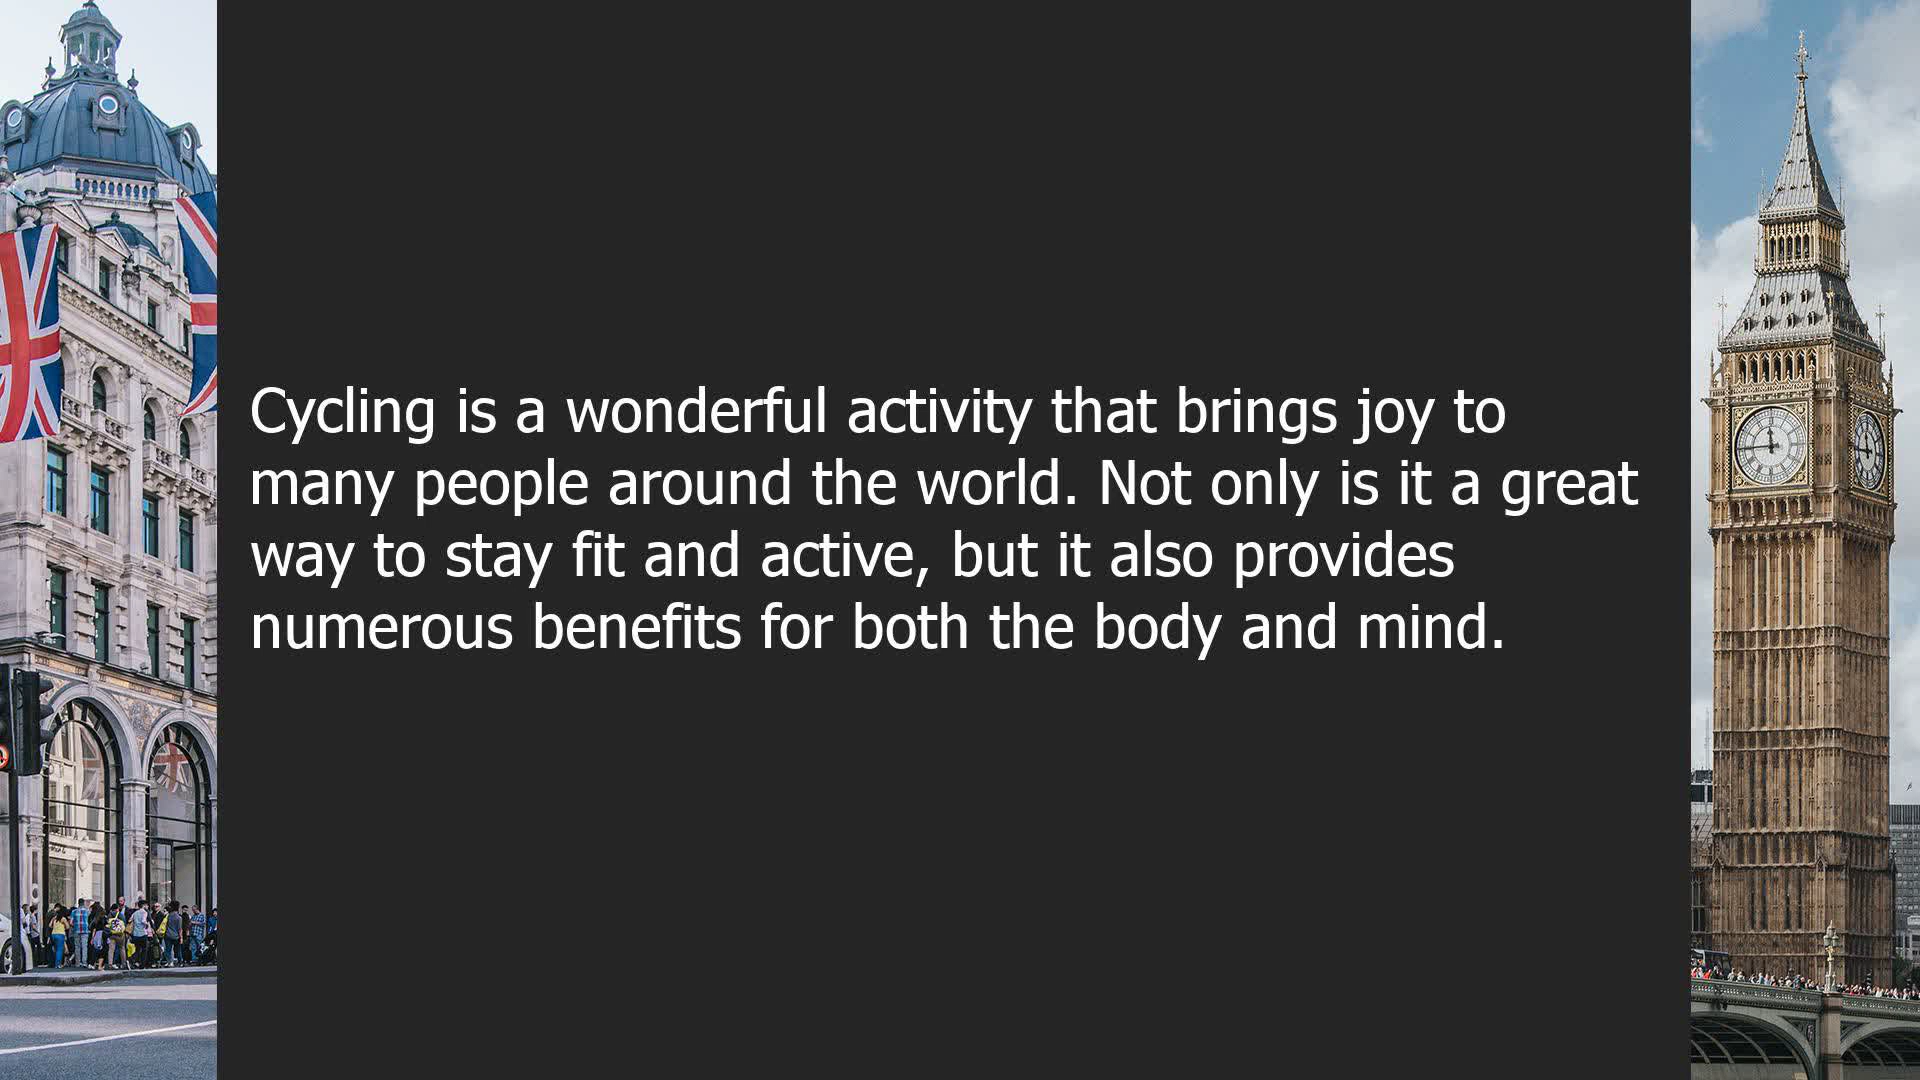 Cycling is a wonderful activity that brings joy to
many people around the world. Not only is it a great
way to stay fit and active, but it also provides
numerous benefits for both the body and mind.